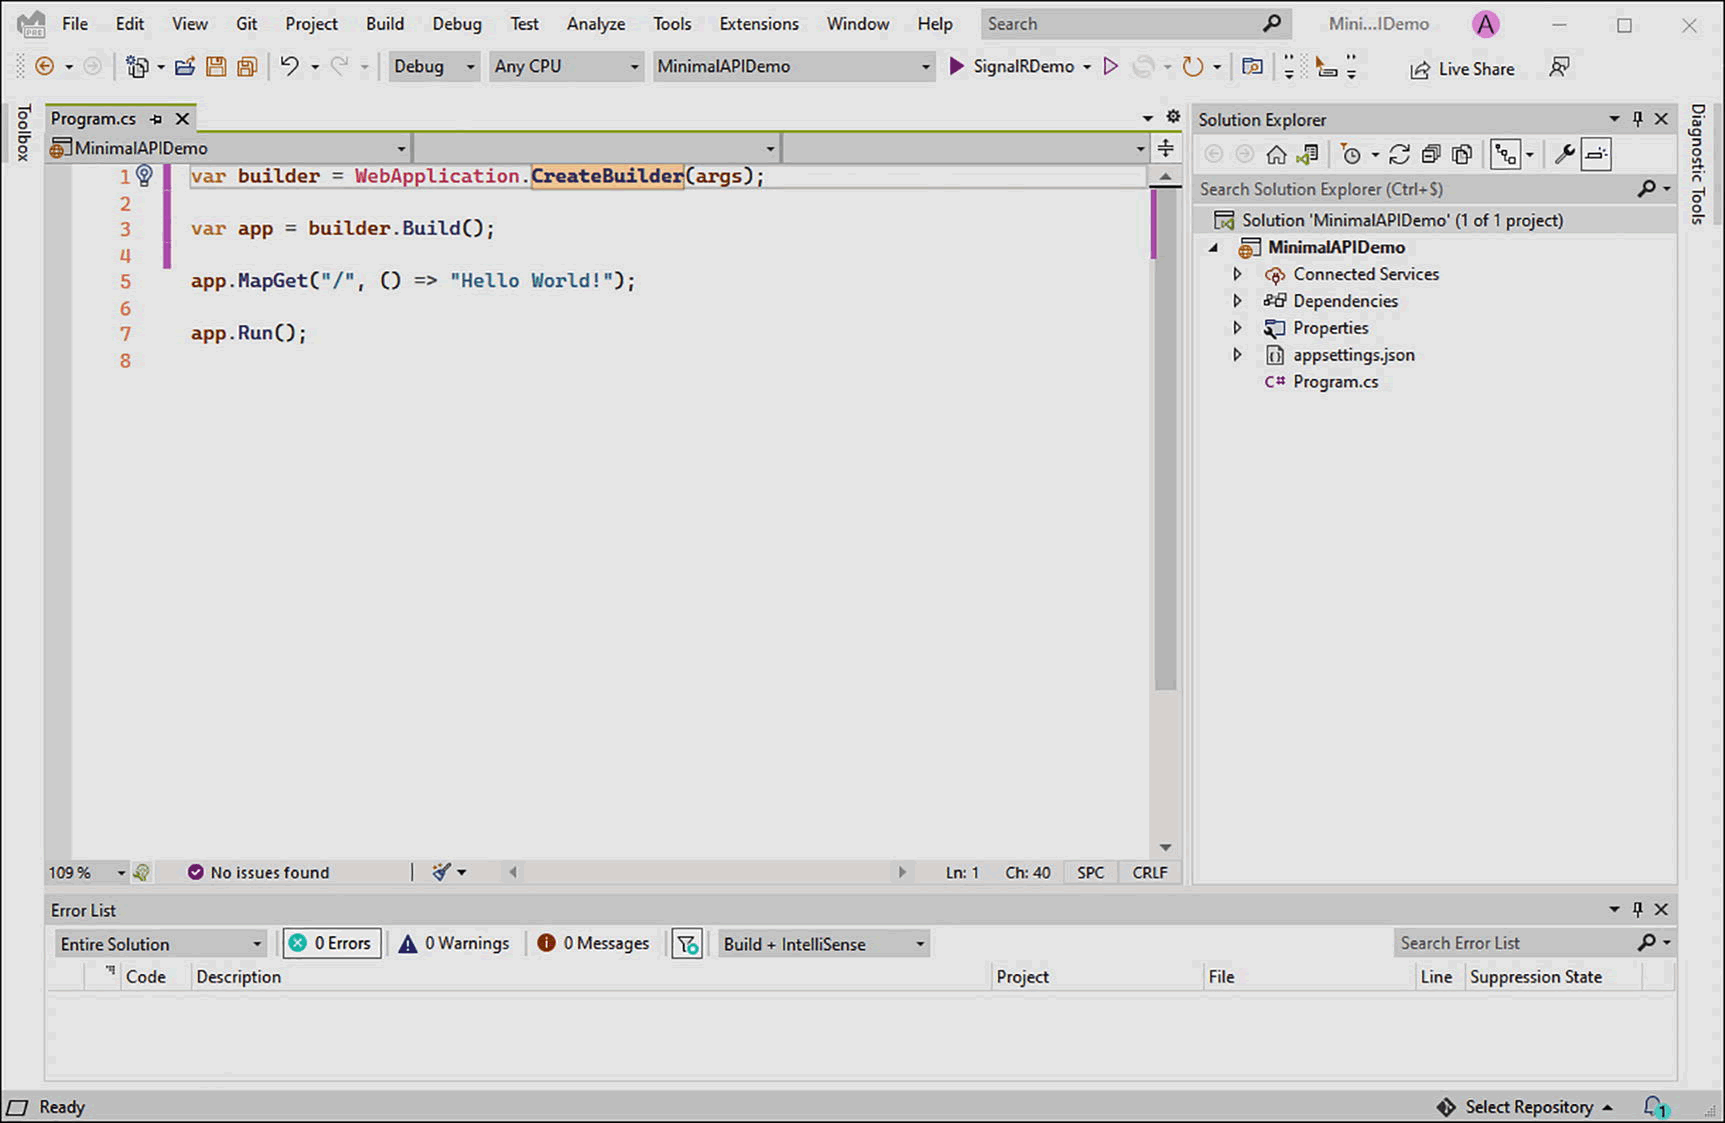 PRE File Edit View Git Project Build Debug Test Analyze Tools Extensions Window Help Search Mini...IDemo A
Debug Any CPU MinimalAPIDemo SignalRDemo Live Share
Toolbox
Program.cs
MinimalAPIDemo
1 var builder = WebApplication.CreateBuilder(args);
2
3 var app = builder.Build();
4
5 app.MapGet("/", () => "Hello World!");
6
7 app.Run();
8
109 % No issues found Ln: 1 Ch: 40 SPC CRLF
Solution Explorer
Search Solution Explorer (Ctrl+$)
Solution 'MinimalAPIDemo' (1 of 1 project)
MinimalAPIDemo
Connected Services
Dependencies
Properties
appsettings.json
C# Program.cs
Diagnostic Tools
Error List
Entire Solution 0 Errors 0 Warnings 0 Messages Build + IntelliSense Search Error List
Code Description Project File Line Suppression State
Ready Select Repository 1